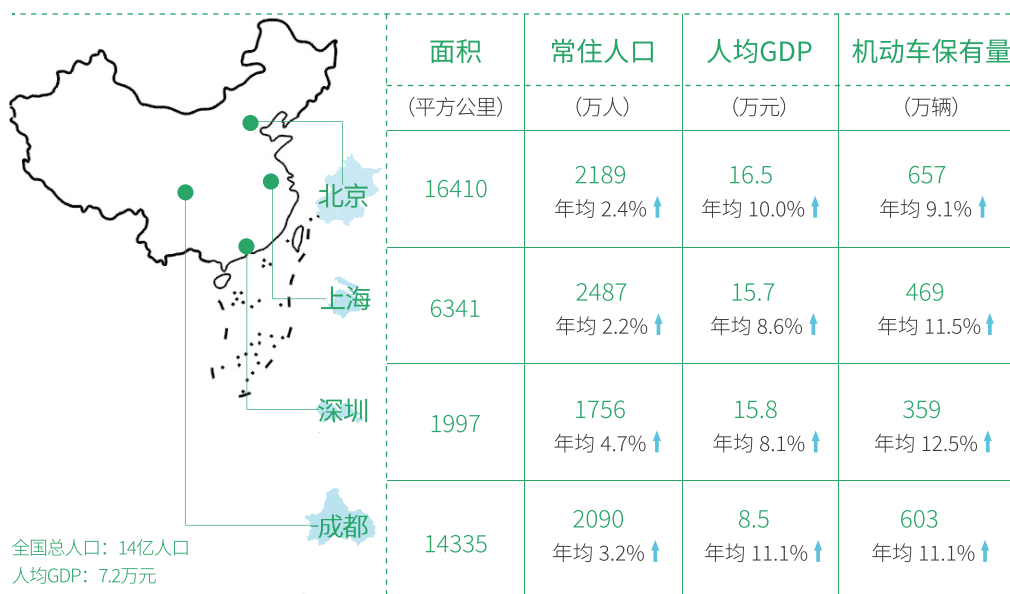 面积 常住人口 人均GDP 机动车保有量
（平方公里） （万人） （万元） （万辆）
北京 16410 2189 16.5 657
年均 2.4% 年均 10.0% 年均 9.1%
上海 6341 2487 15.7 469
年均 2.2% 年均 8.6% 年均 11.5%
深圳 1997 1756 15.8 359
年均 4.7% 年均 8.1% 年均 12.5%
成都 14335 2090 8.5 603
年均 3.2% 年均 11.1% 年均 11.1%
全国总人口：14亿人口
人均GDP：7.2万元